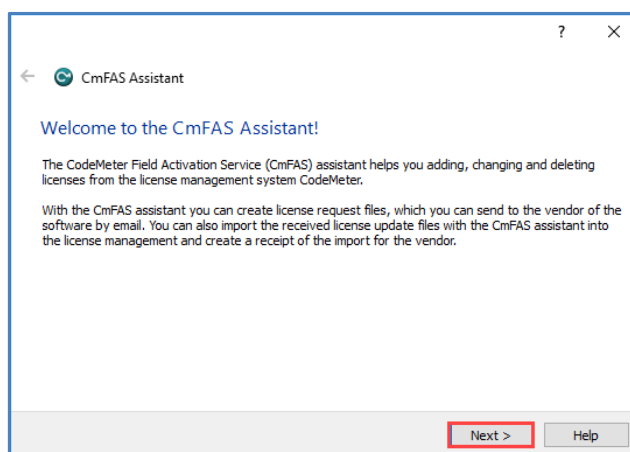 ?
CmFAS Assistant
Welcome to the CmFAS Assistant!
The CodeMeter Field Activation Service (CmFAS) assistant helps you adding, changing and deleting
licenses from the license management system CodeMeter.
With the CmFAS assistant you can create license request files, which you can send to the vendor of the
software by email. You can also import the received license update files with the CmFAS assistant into
the license management and create a receipt of the import for the vendor.
Next > Help